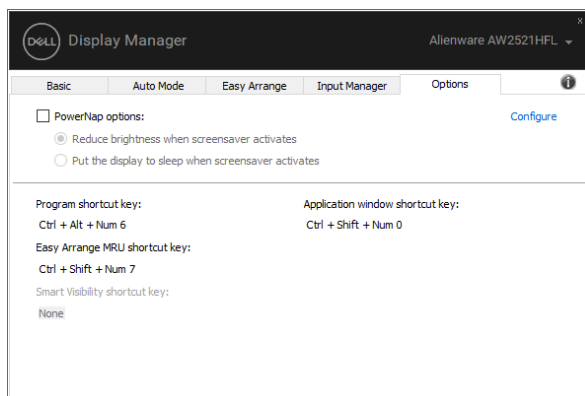 DELL Display Manager
Alienware AW2521HFL
x
Basic
Auto Mode
Easy Arrange
Input Manager
Options
i
PowerNap options:
Configure
Reduce brightness when screensaver activates
Put the display to sleep when screensaver activates
Program shortcut key:
Application window shortcut key:
Ctrl + Alt + Num 6
Ctrl + Shift + Num 0
Easy Arrange MRU shortcut key:
Ctrl + Shift + Num 7
Smart Visibility shortcut key:
None